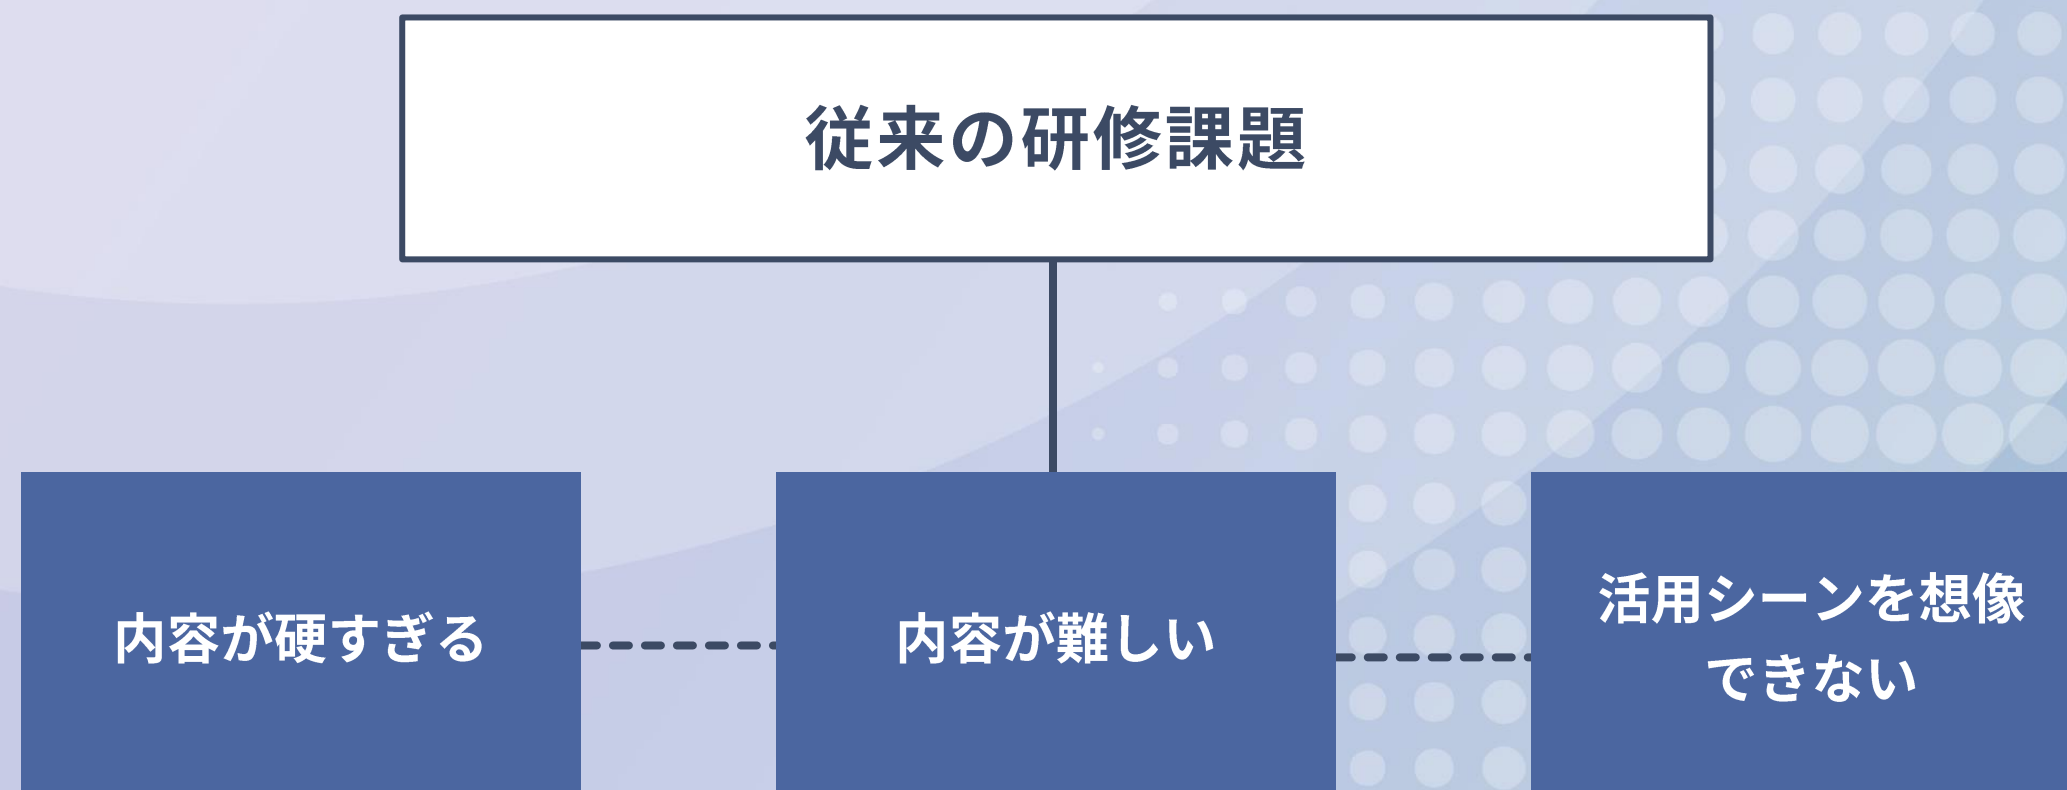 従来の研修課題
内容が硬すぎる
内容が難しい
活用シーンを想像
できない